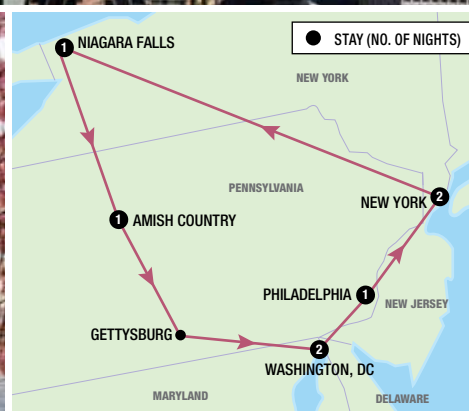 1 NIAGARA FALLS
STAY (NO. OF NIGHTS)
NEW YORK
PENNSYLVANIA
NEW YORK 2
1 AMISH COUNTRY
PHILADELPHIA 1
NEW JERSEY
GETTYSBURG
2
WASHINGTON, DC
MARYLAND
DELAWARE